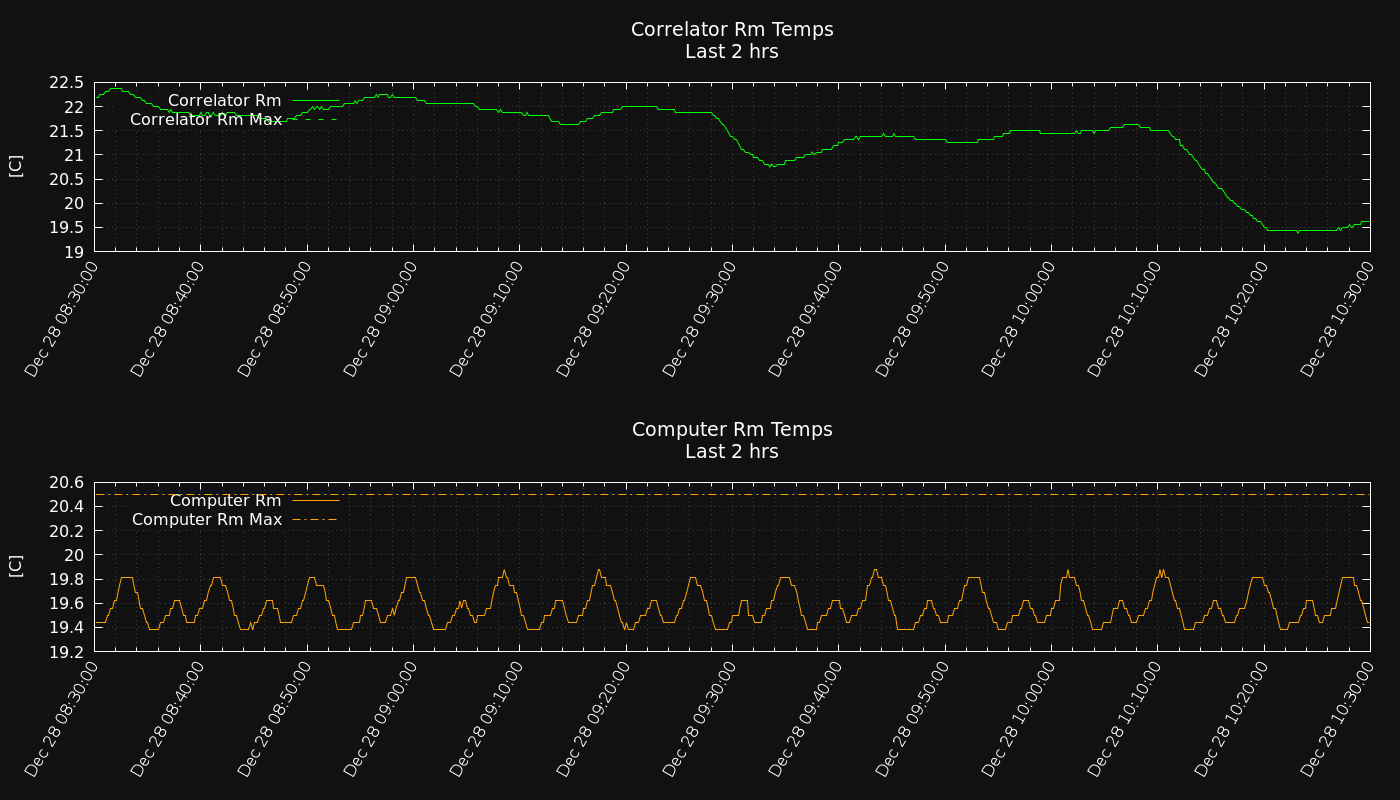 Correlator Rm Temps
Last 2 hrs
22.5
22
21.5
21
20.5
20
19.5
19
[C]
Correlator Rm
Correlator Rm Max
Dec 28 08:30:00
Dec 28 08:40:00
Dec 28 08:50:00
Dec 28 09:00:00
Dec 28 09:10:00
Dec 28 09:20:00
Dec 28 09:30:00
Dec 28 09:40:00
Dec 28 09:50:00
Dec 28 10:00:00
Dec 28 10:10:00
Dec 28 10:20:00
Dec 28 10:30:00
Computer Rm Temps
Last 2 hrs
20.6
20.4
20.2
20
19.8
19.6
19.4
19.2
[C]
Computer Rm
Computer Rm Max
Dec 28 08:30:00
Dec 28 08:40:00
Dec 28 08:50:00
Dec 28 09:00:00
Dec 28 09:10:00
Dec 28 09:20:00
Dec 28 09:30:00
Dec 28 09:40:00
Dec 28 09:50:00
Dec 28 10:00:00
Dec 28 10:10:00
Dec 28 10:20:00
Dec 28 10:30:00